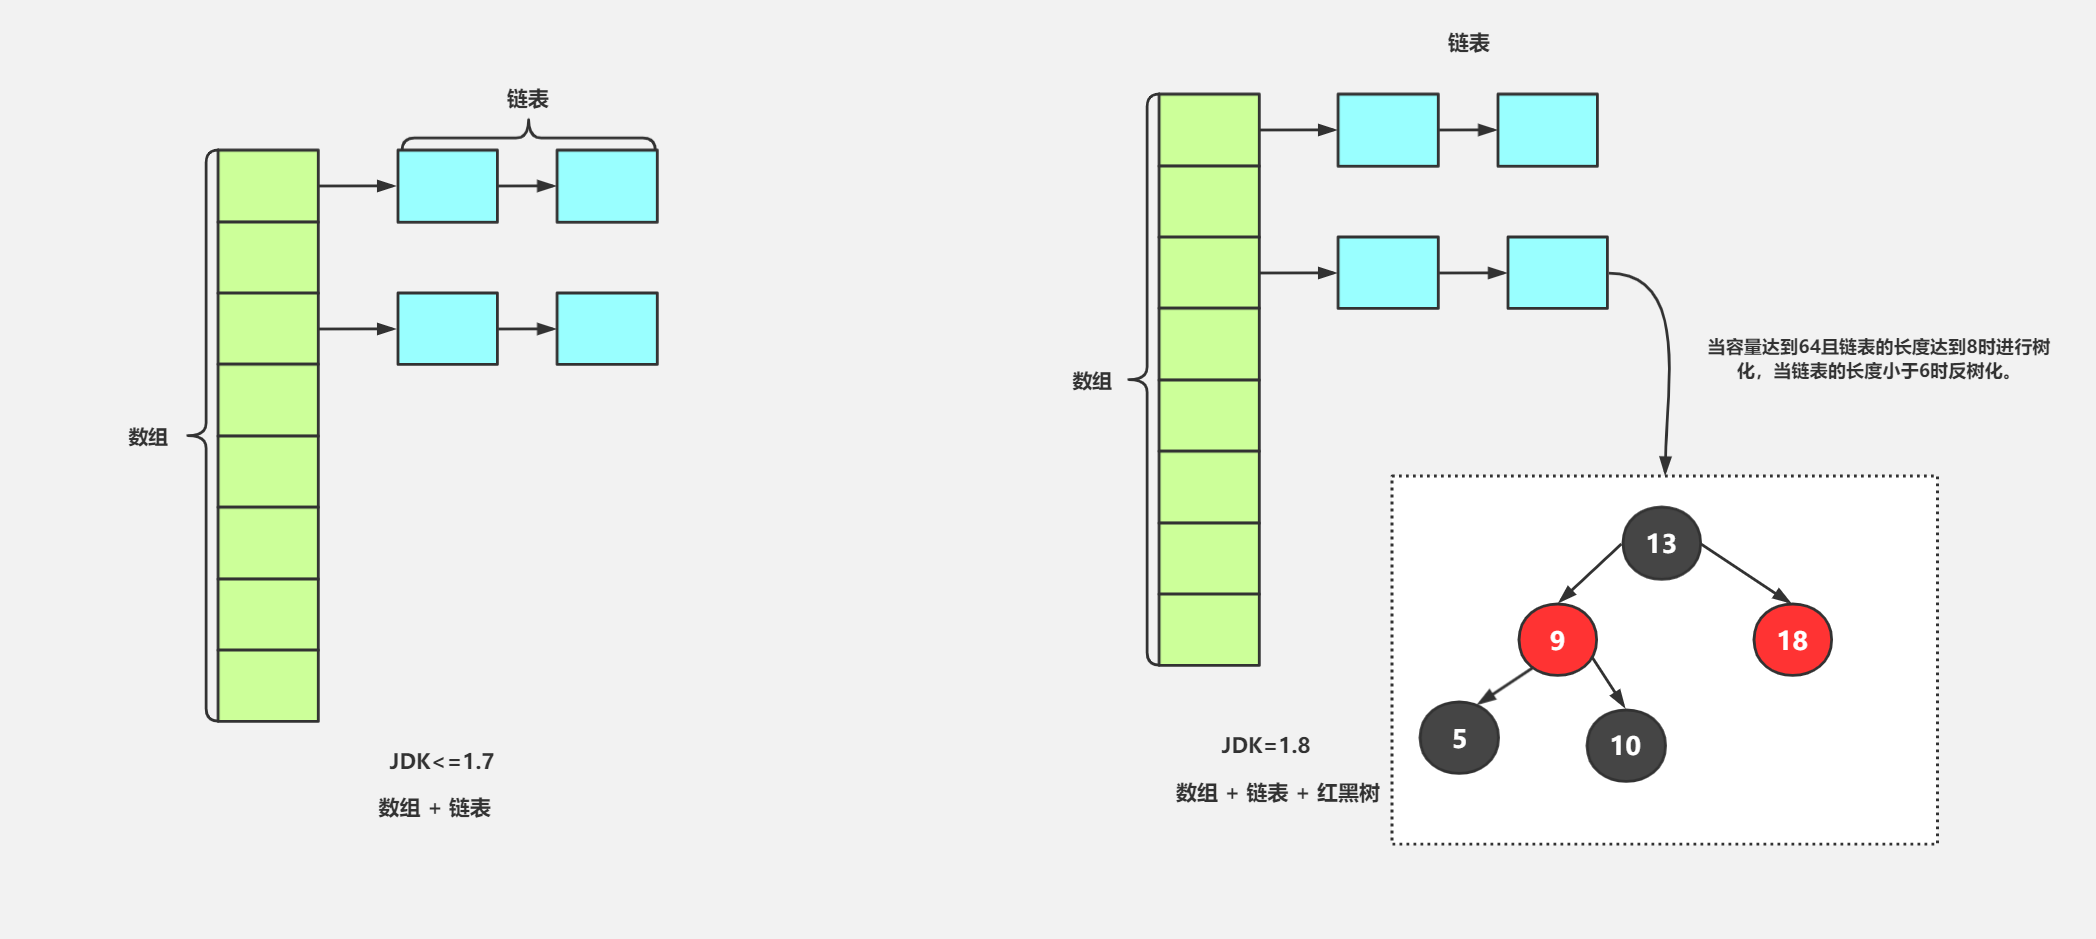 链表
数组
JDK<=1.7
数组 + 链表
链表
数组
当容量达到64且链表的长度达到8时进行树
化，当链表的长度小于6时反树化。
13
9
18
5
10
JDK=1.8
数组 + 链表 + 红黑树